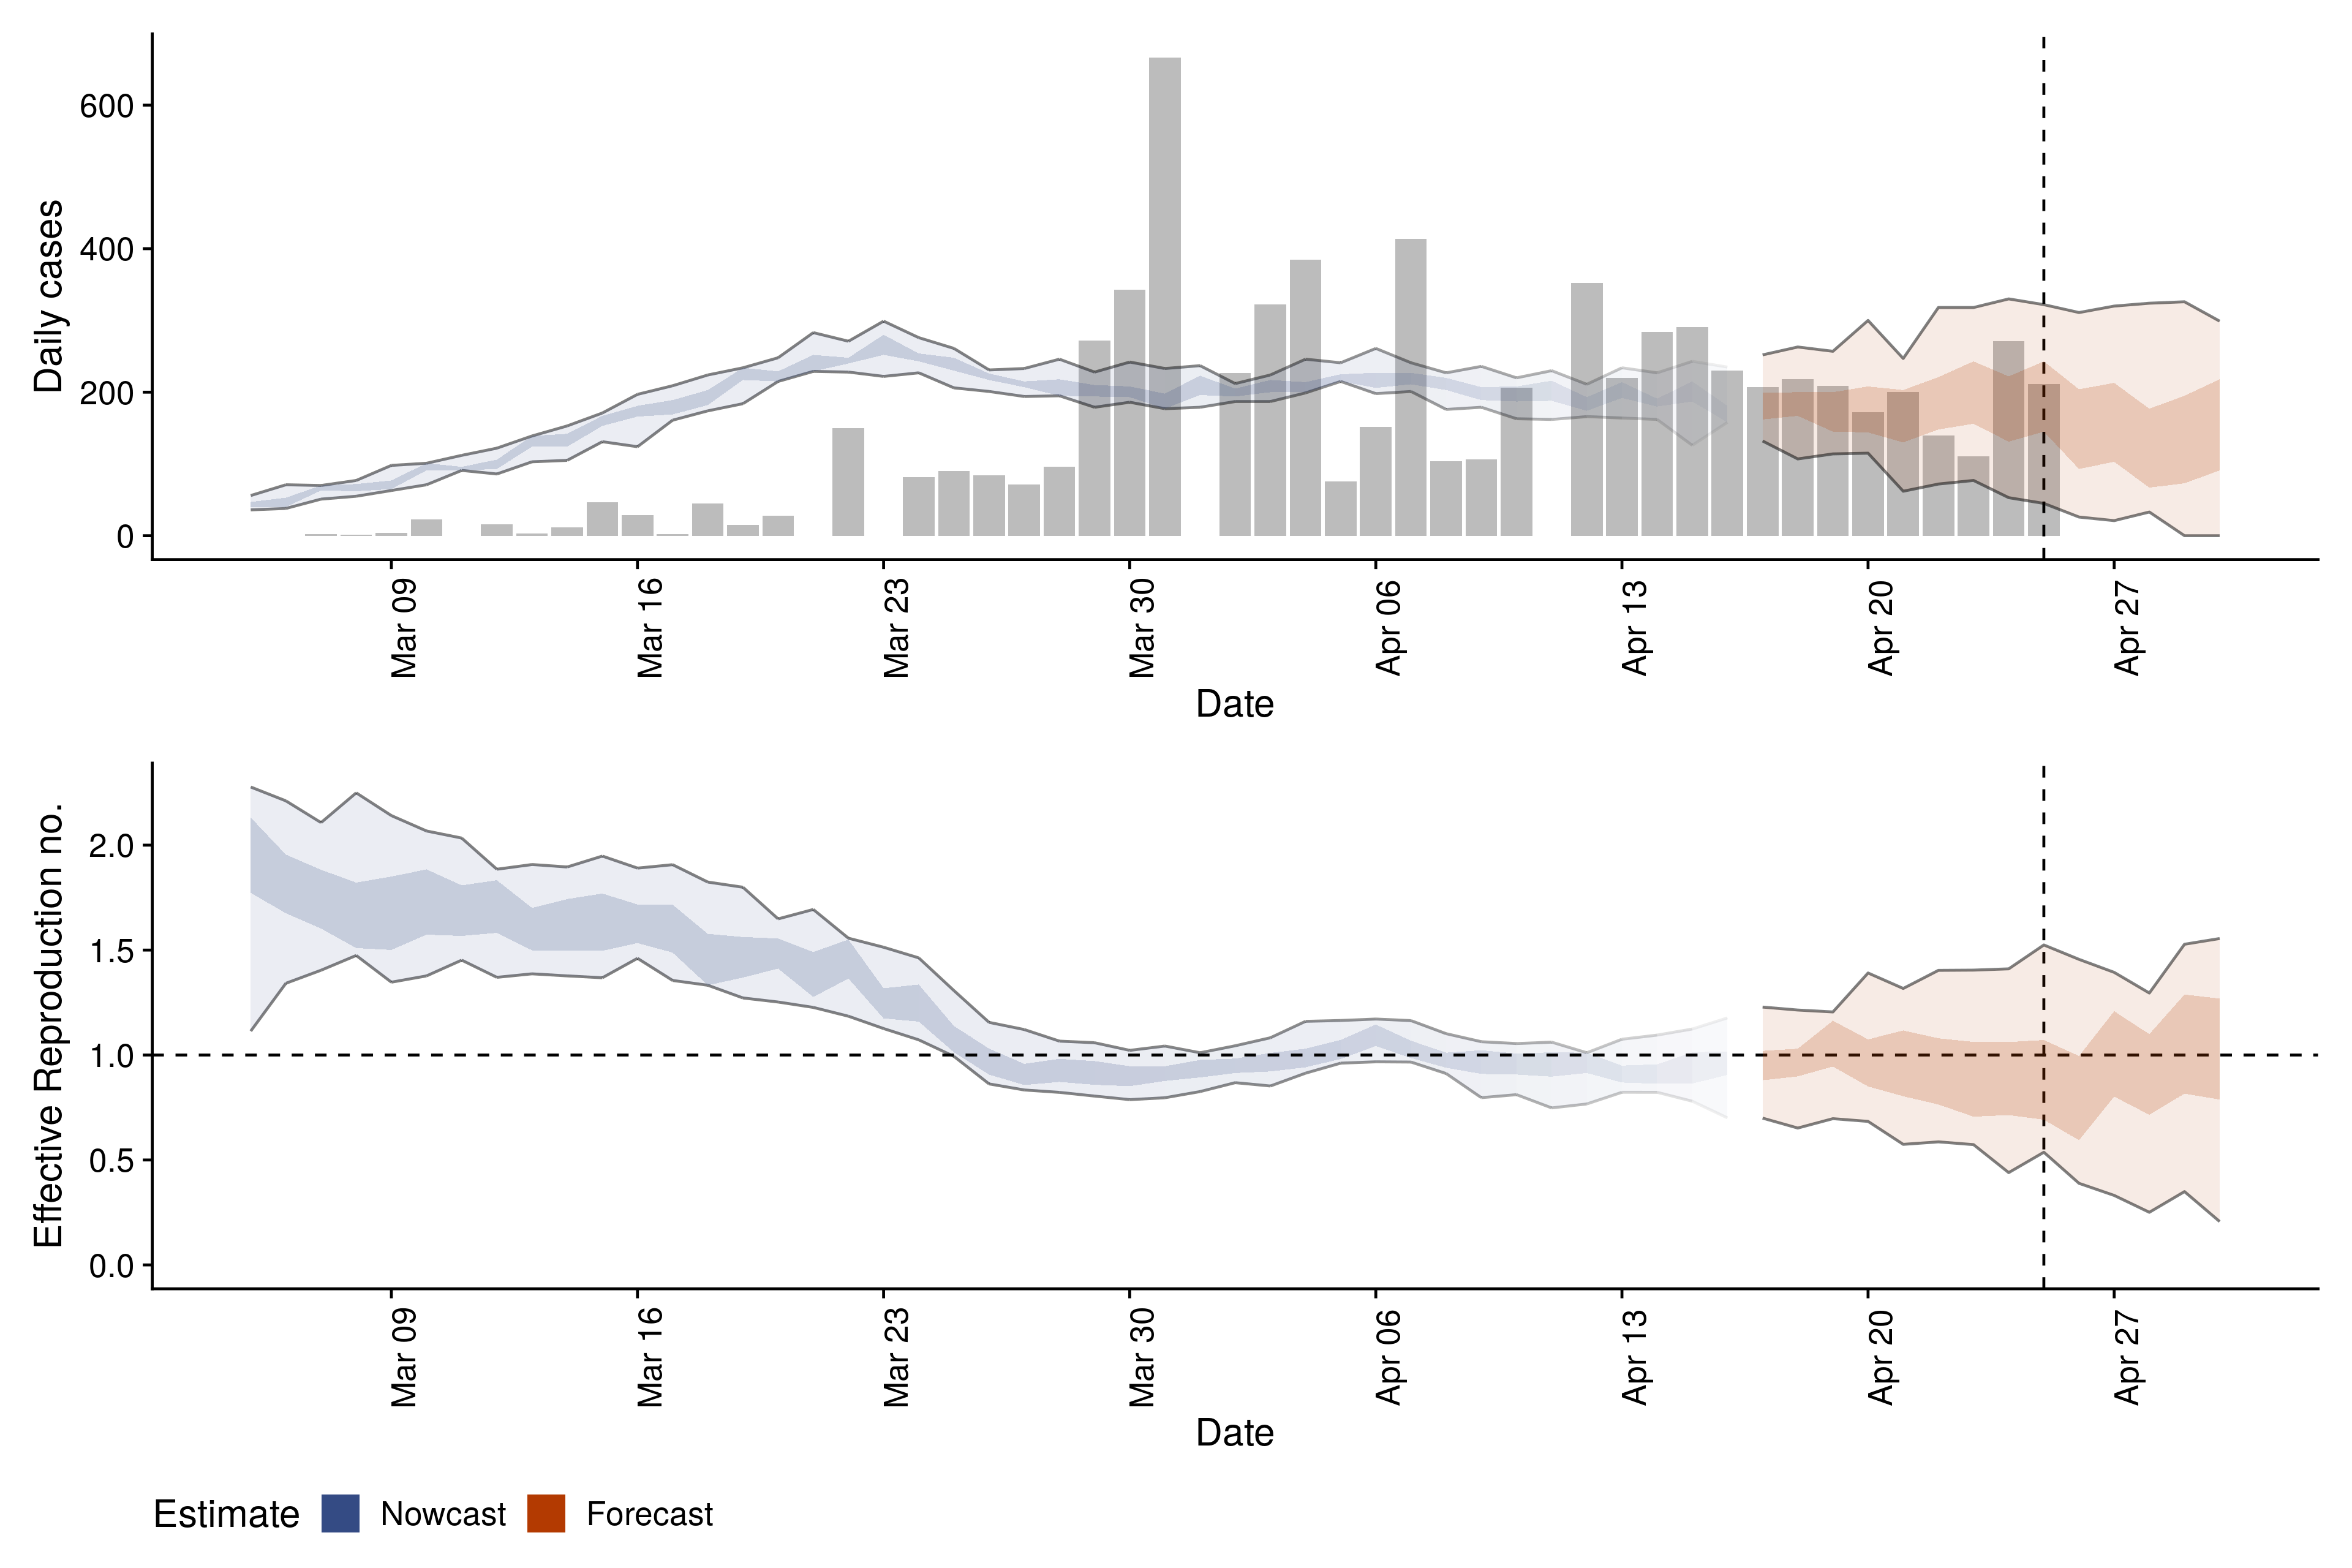 Daily cases
600
400
200
0
Mar 09
Mar 16
Mar 23
Mar 30
Apr 06
Apr 13
Apr 20
Apr 27
Date
Effective Reproduction no.
2.0
1.5
1.0
0.5
0.0
Mar 09
Mar 16
Mar 23
Mar 30
Apr 06
Apr 13
Apr 20
Apr 27
Date
Estimate Nowcast Forecast